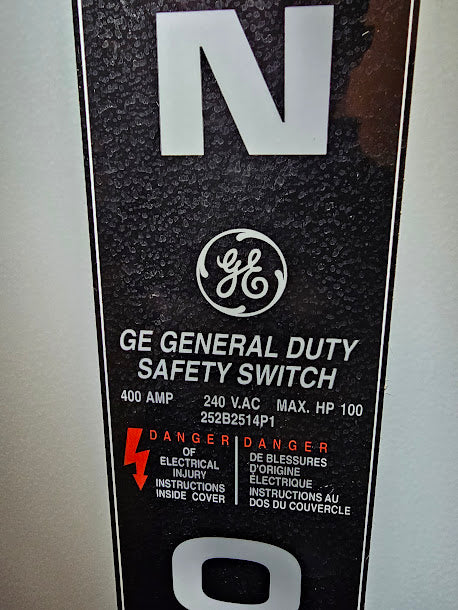 N
GE
GE GENERAL DUTY
SAFETY SWITCH
400 AMP 240 V.AC MAX. HP 100
252B2514P1
DANGER
OF
ELECTRICAL
INJURY
INSTRUCTIONS
INSIDE COVER
DANGER
DE BLESSURES
D'ORIGINE
ÉLECTRIQUE
INSTRUCTIONS AU
DOS DU COUVERCLE
O